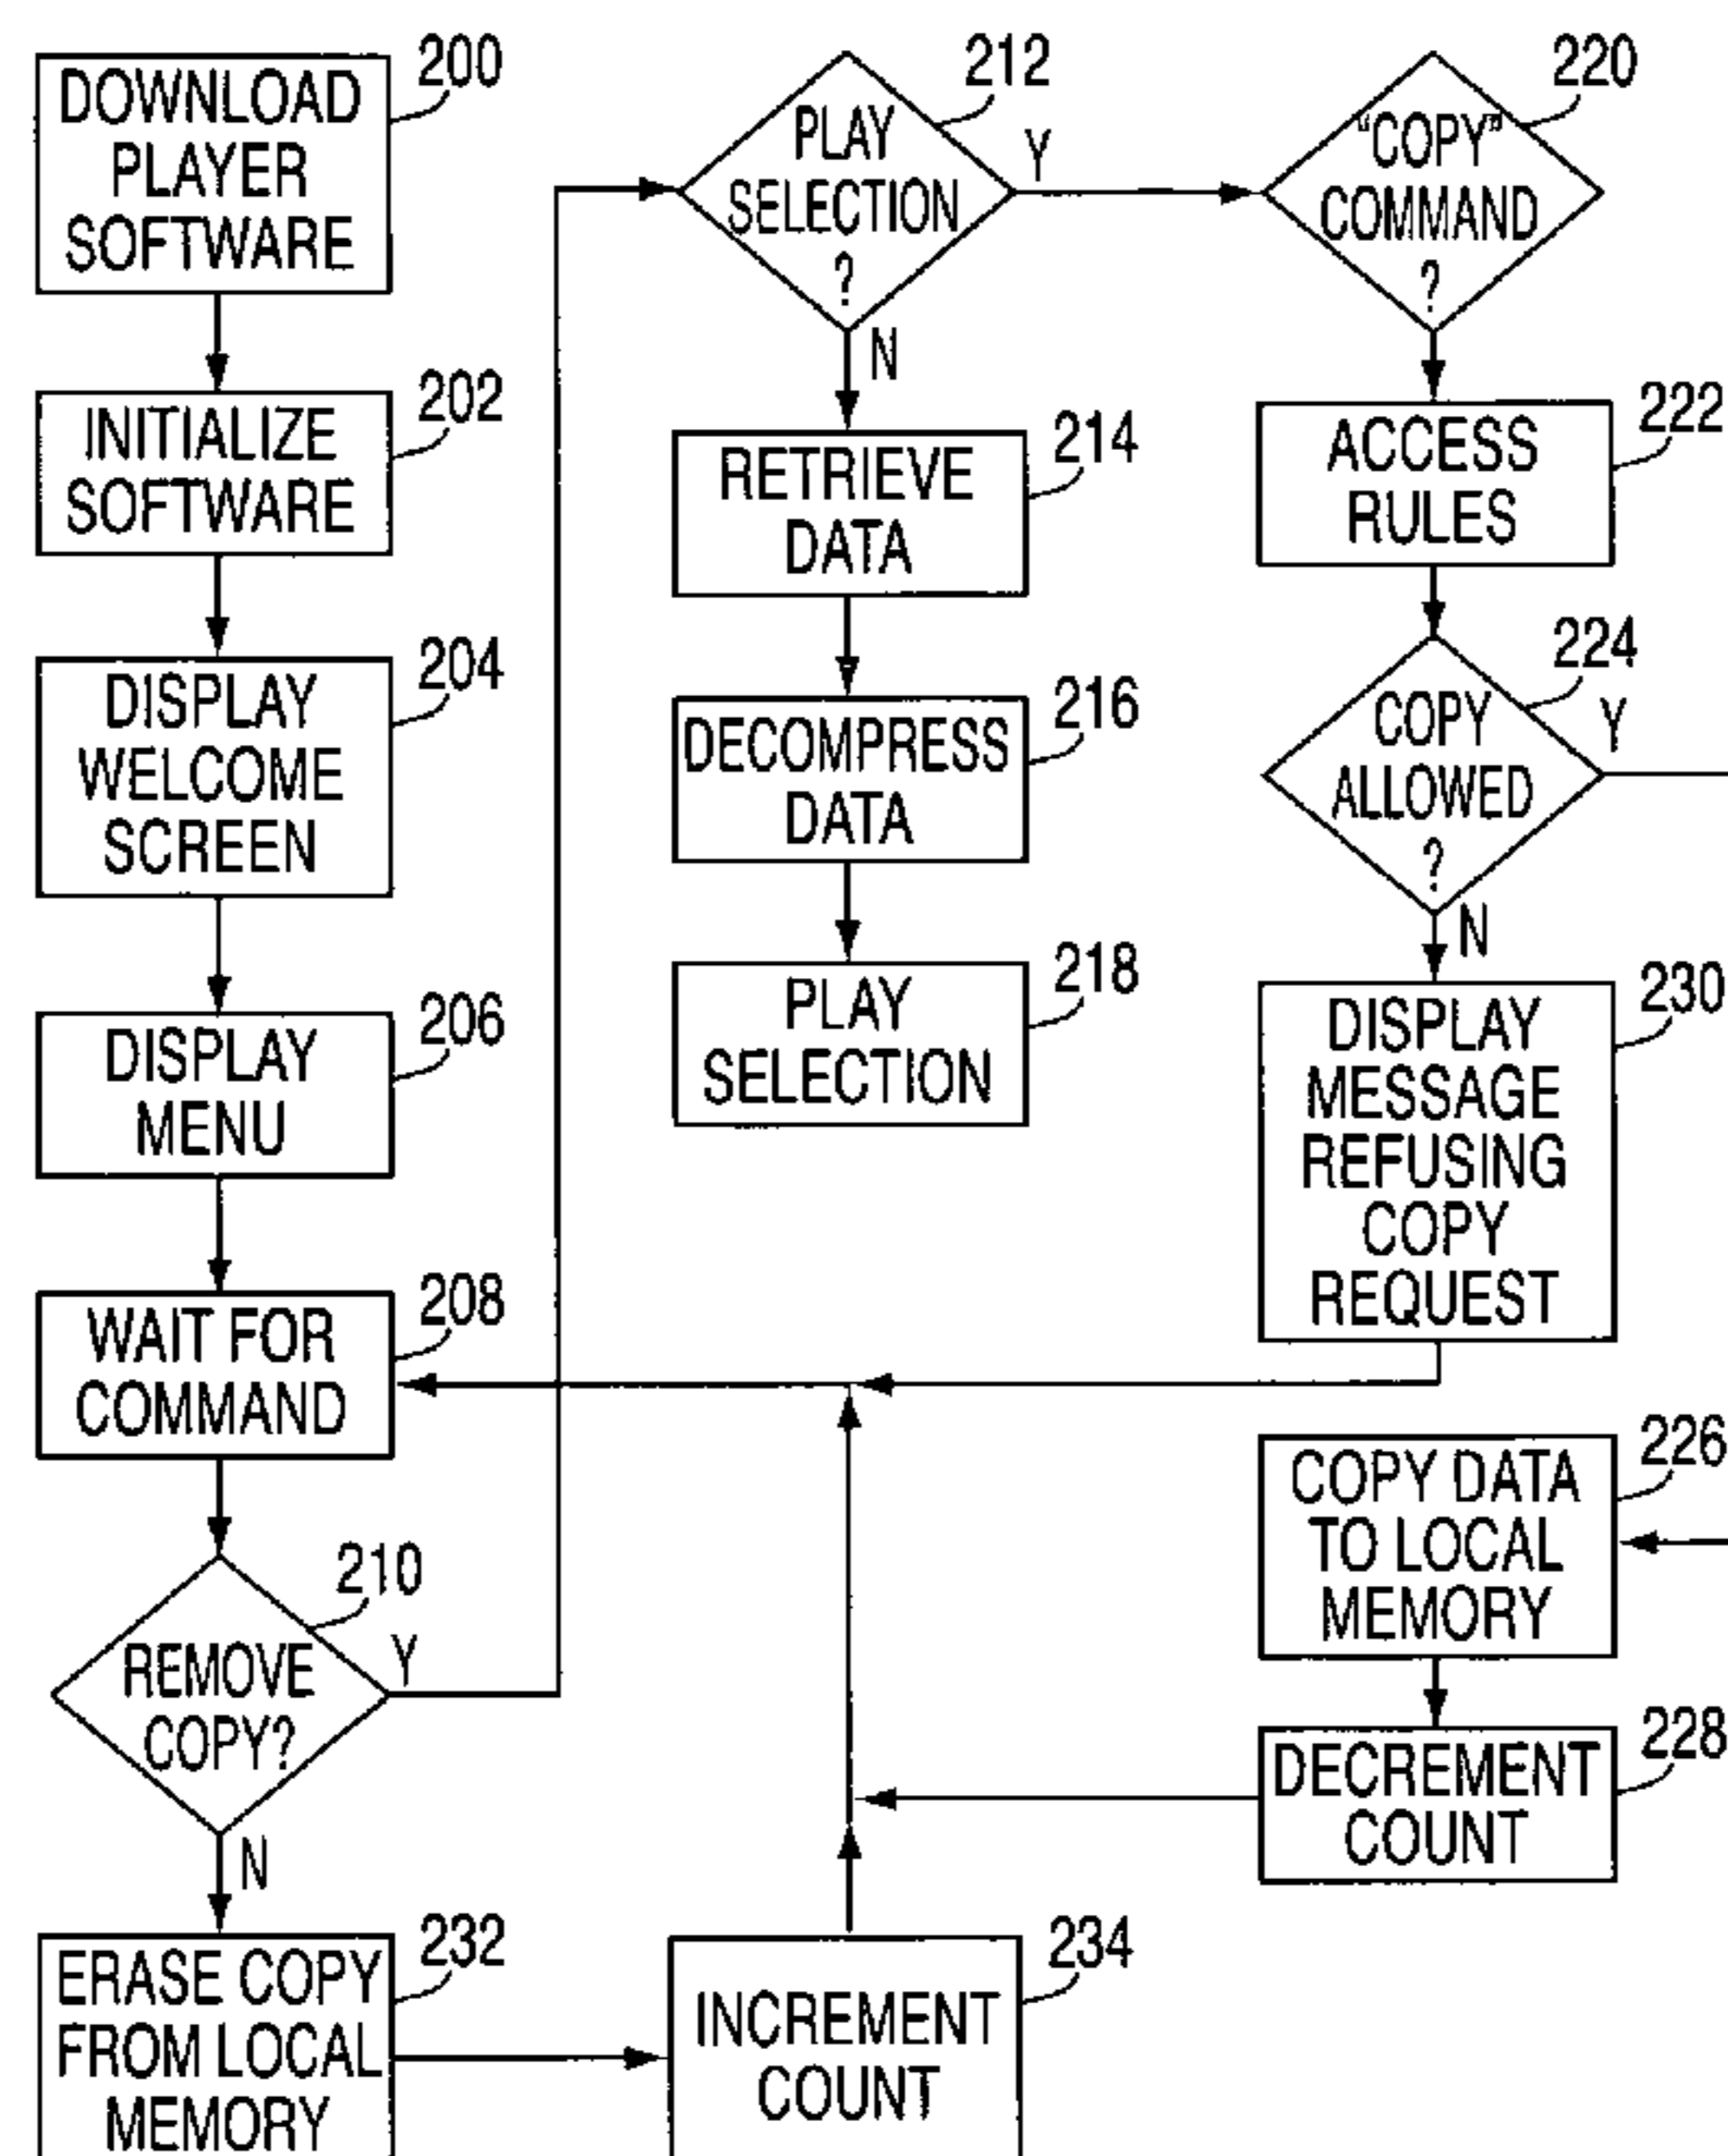 200
DOWNLOAD
PLAYER
SOFTWARE
202
INITIALIZE
SOFTWARE
204
DISPLAY
WELCOME
SCREEN
206
DISPLAY
MENU
208
WAIT FOR
COMMAND
210
REMOVE
COPY?
Y
N
232
ERASE COPY
FROM LOCAL
MEMORY
212
PLAY
SELECTION
?
Y
N
214
RETRIEVE
DATA
216
DECOMPRESS
DATA
218
PLAY
SELECTION
234
INCREMENT
COUNT
220
"COPY"
COMMAND
?
222
ACCESS
RULES
224
COPY
ALLOWED
?
Y
N
230
DISPLAY
MESSAGE
REFUSING
COPY
REQUEST
226
COPY DATA
TO LOCAL
MEMORY
228
DECREMENT
COUNT